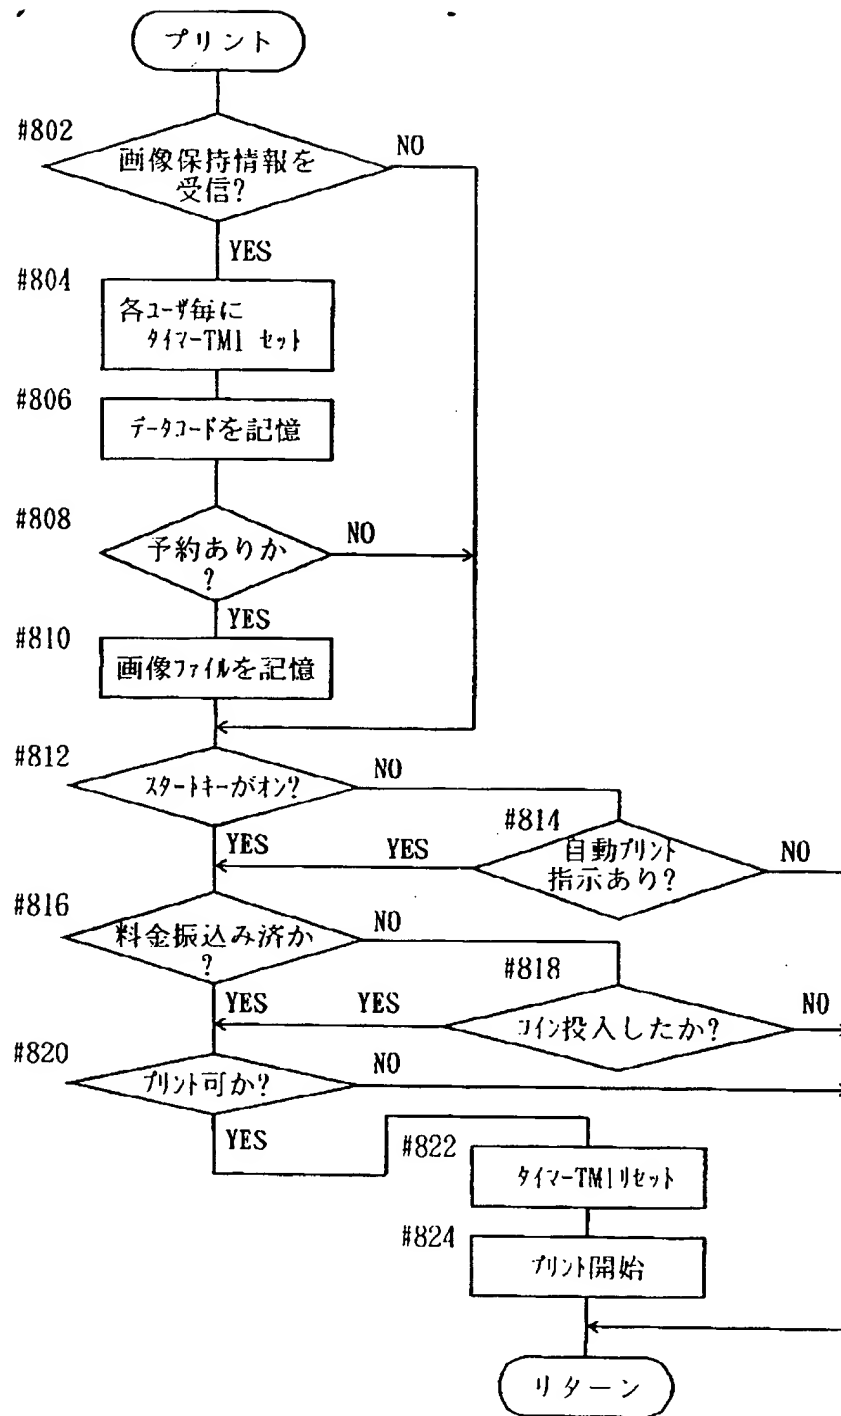 プリント
#802
画像保持情報を
受信?
NO
YES
#804
各ユーザ毎に
タイマーTM1 セット
#806
データコードを記憶
#808
予約ありか
?
NO
YES
#810
画像ファイルを記憶
#812
スタートキーがオン?
NO
YES
#814
自動プリント
指示あり?
YES
NO
#816
料金振込み済か
?
NO
YES
#818
コイン投入したか?
YES
NO
#820
プリント可か?
NO
YES
#822
タイマーTM1リセット
#824
プリント開始
リターン